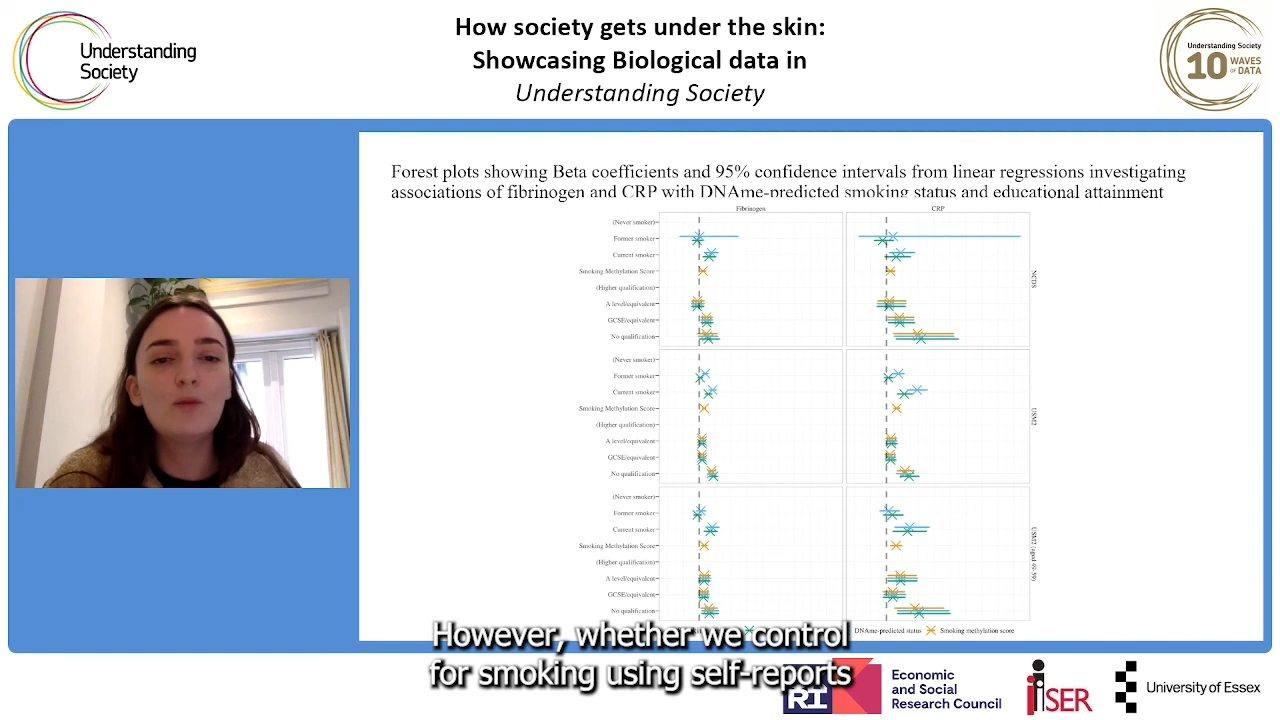 Understanding
Society
How society gets under the skin:
Showcasing Biological data in
Understanding Society
Understanding Society
10 WAVES
OF DATA
Forest plots showing Beta coefficients and 95% confidence intervals from linear regressions investigating
associations of fibrinogen and CRP with DNAme-predicted smoking status and educational attainment
Fibrinogen
CRP
(Never smoker)
Former smoker
Current smoker
Smoking Methylation Score
(Higher qualification)
A level/equivalent
GCSE/equivalent
No qualification
NCDS
(Never smoker)
Former smoker
Current smoker
Smoking Methylation Score
(Higher qualification)
A level/equivalent
GCSE/equivalent
No qualification
USM2
(Never smoker)
Former smoker
Current smoker
Smoking Methylation Score
(Higher qualification)
A level/equivalent
GCSE/equivalent
No qualification
DNAme-predicted status
Smoking methylation score
However, whether we control
for smoking using self-reports
RI
Economic
and Social
Research Council
iiSER
University of Essex